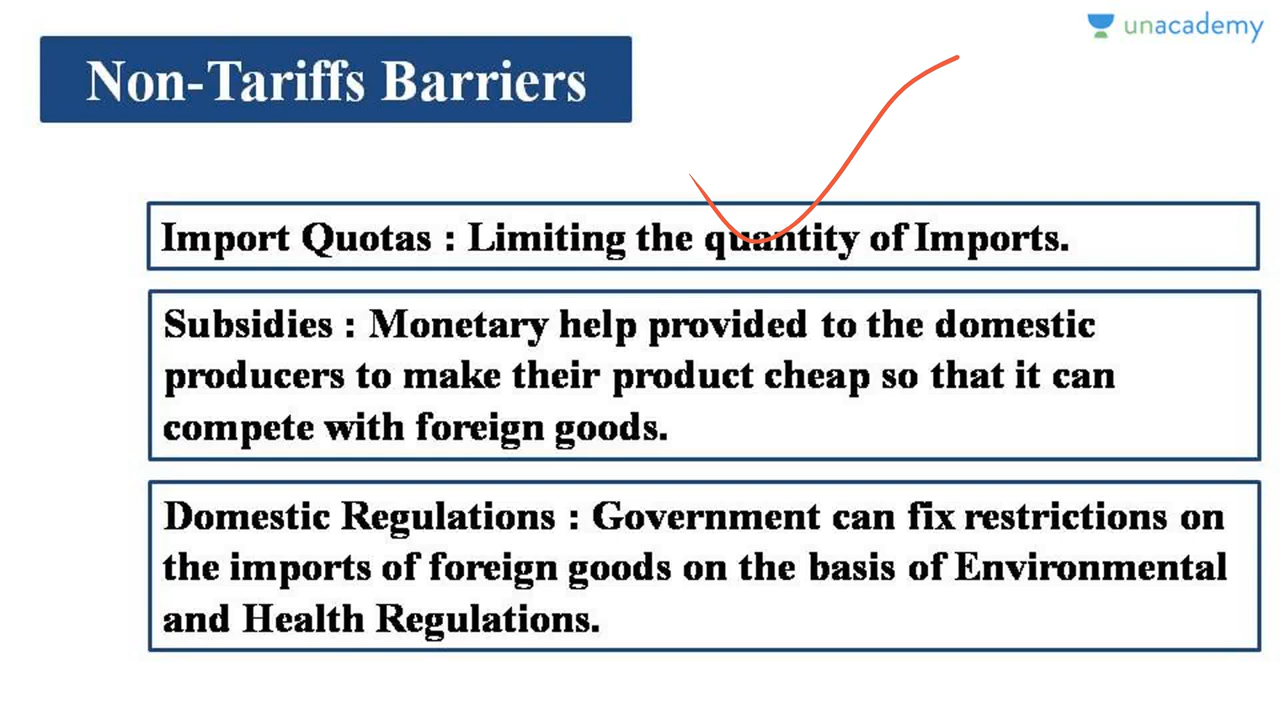 unacademy
Non-Tariffs Barriers
Import Quotas : Limiting the quantity of Imports.
Subsidies : Monetary help provided to the domestic
producers to make their product cheap so that it can
compete with foreign goods.
Domestic Regulations : Government can fix restrictions on
the imports of foreign goods on the basis of Environmental
and Health Regulations.